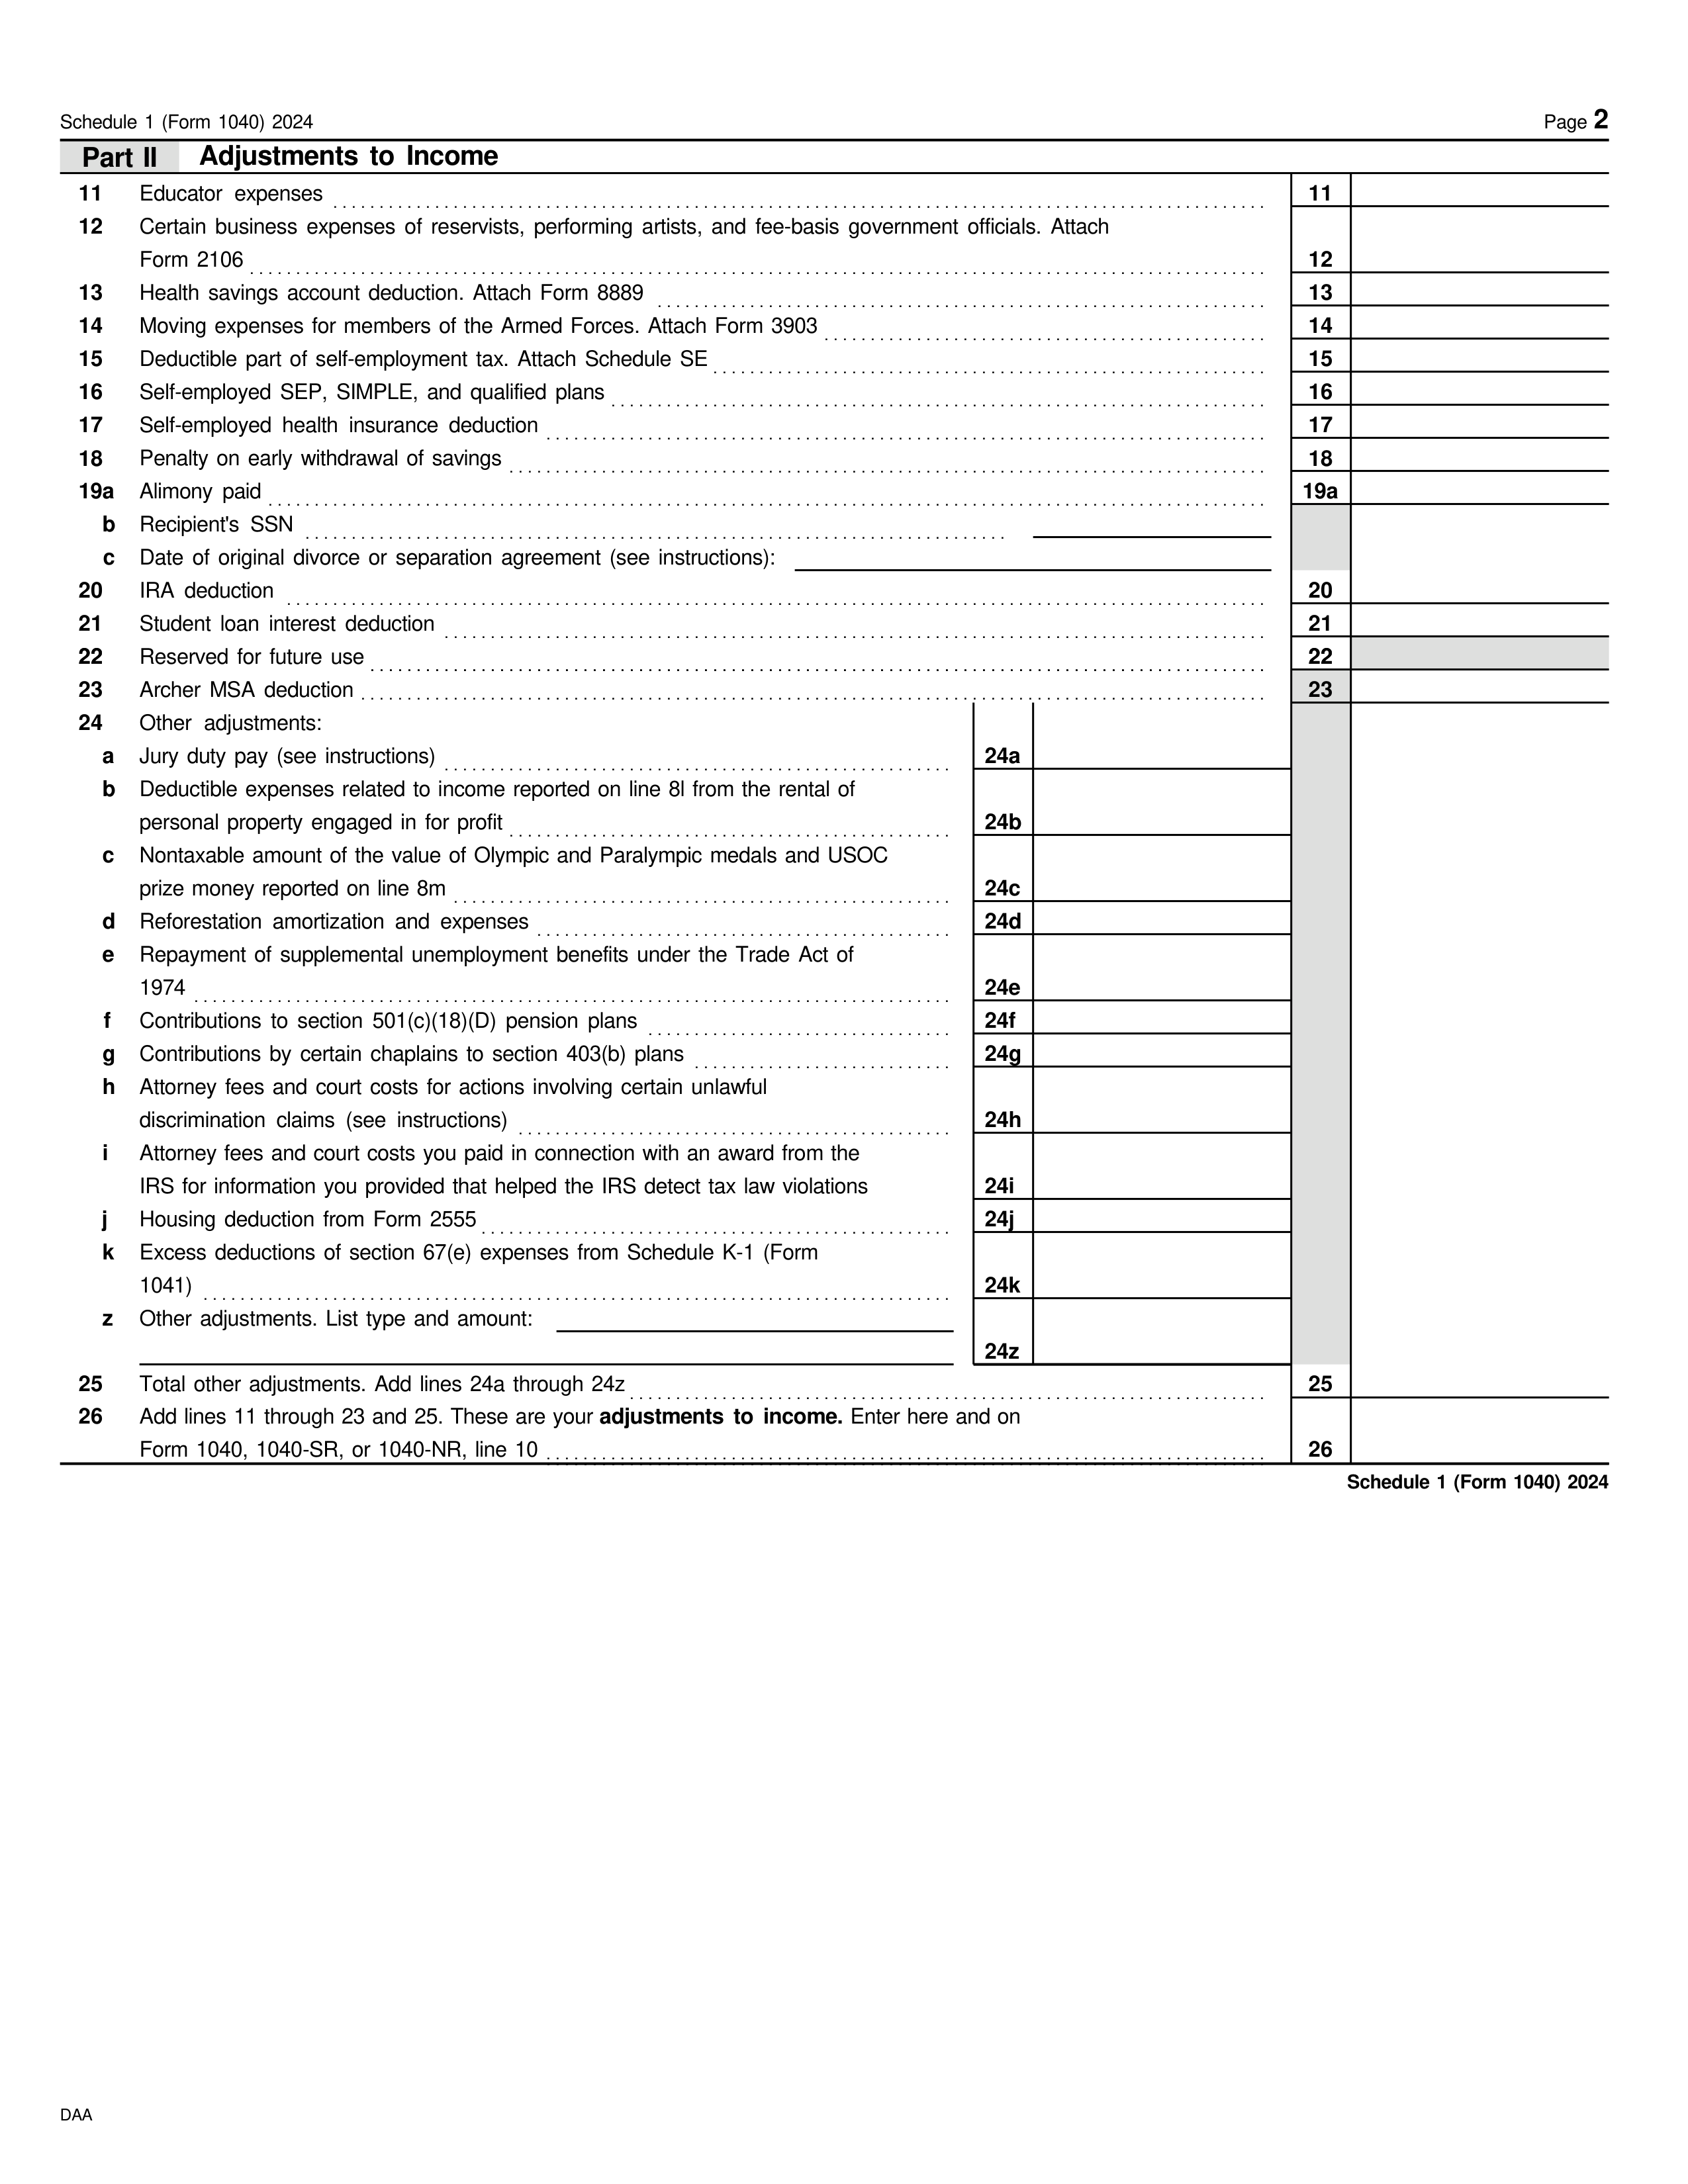 Schedule 1 (Form 1040) 2024 Page 2
Part II Adjustments to Income
11 Educator expenses 11
12 Certain business expenses of reservists, performing artists, and fee-basis government officials. Attach
Form 2106 12
13 Health savings account deduction. Attach Form 8889 13
14 Moving expenses for members of the Armed Forces. Attach Form 3903 14
15 Deductible part of self-employment tax. Attach Schedule SE 15
16 Self-employed SEP, SIMPLE, and qualified plans 16
17 Self-employed health insurance deduction 17
18 Penalty on early withdrawal of savings 18
19a Alimony paid 19a
b Recipient's SSN
c Date of original divorce or separation agreement (see instructions):
20 IRA deduction 20
21 Student loan interest deduction 21
22 Reserved for future use 22
23 Archer MSA deduction 23
24 Other adjustments:
a Jury duty pay (see instructions) 24a
b Deductible expenses related to income reported on line 8l from the rental of
personal property engaged in for profit 24b
c Nontaxable amount of the value of Olympic and Paralympic medals and USOC
prize money reported on line 8m 24c
d Reforestation amortization and expenses 24d
e Repayment of supplemental unemployment benefits under the Trade Act of
1974 24e
f Contributions to section 501(c)(18)(D) pension plans 24f
g Contributions by certain chaplains to section 403(b) plans 24g
h Attorney fees and court costs for actions involving certain unlawful
discrimination claims (see instructions) 24h
i Attorney fees and court costs you paid in connection with an award from the
IRS for information you provided that helped the IRS detect tax law violations 24i
j Housing deduction from Form 2555 24j
k Excess deductions of section 67(e) expenses from Schedule K-1 (Form
1041) 24k
z Other adjustments. List type and amount:
24z
25 Total other adjustments. Add lines 24a through 24z 25
26 Add lines 11 through 23 and 25. These are your adjustments to income. Enter here and on
Form 1040, 1040-SR, or 1040-NR, line 10 26
Schedule 1 (Form 1040) 2024
DAA